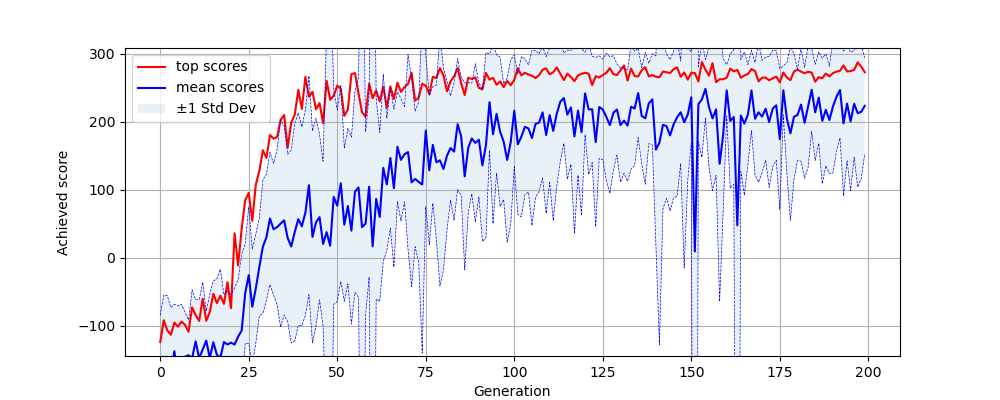 top scores
mean scores
±1 Std Dev
300
200
100
0
−100
Achieved score
0 25 50 75 100 125 150 175 200
Generation